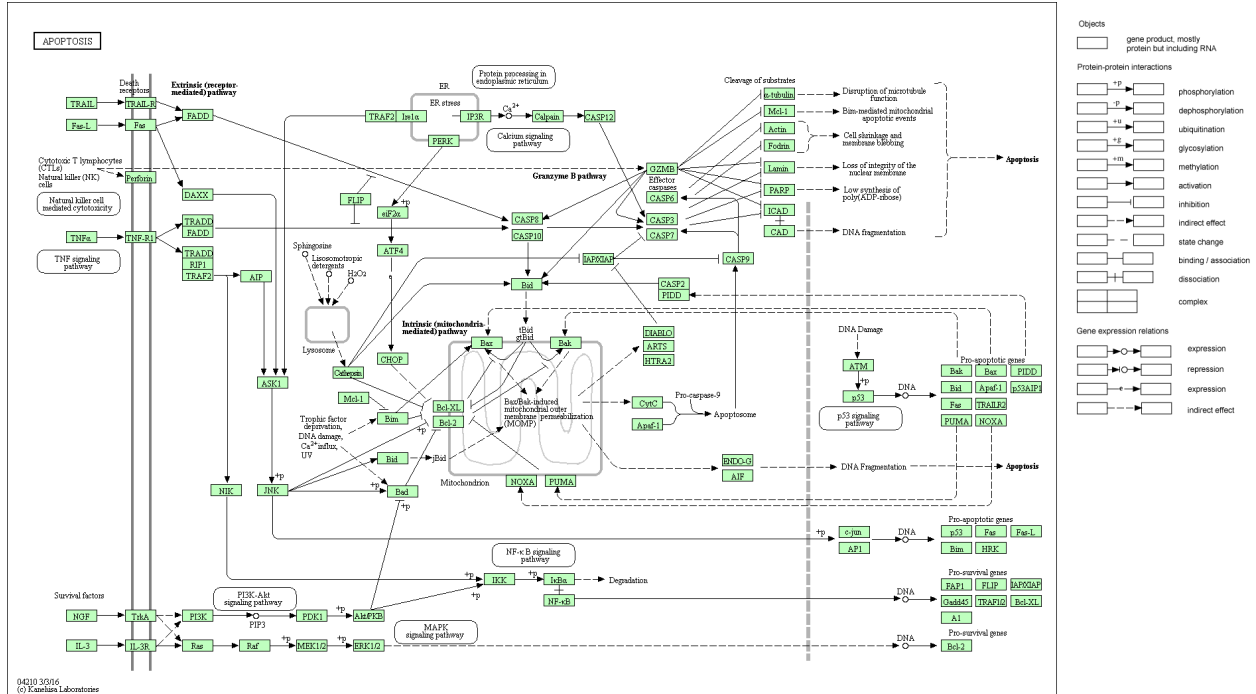 APOPTOSIS
Death
receptors
Extrinsic (receptor-
mediated) pathway
TRAIL
TRAIL-R
Fas-L
Fas
FADD
Cytotoxic T lymphocytes
(CTLs)
Natural killer (NK)
cells
Perforin
Natural killer cell
mediated cytotoxicity
DAXX
TNFα
TNF-R1
TRADD
FADD
TNF signaling
pathway
TRADD
RIP1
TRAF2
AIP
ASK1
NIK
JNK
+p
ER
ER stress
TRAF2
Ire1α
IP3R
PERK
Protein processing in
endoplasmic reticulum
Ca2+
Calpain
CASP12
Calcium signaling
pathway
FLIP
+p
eIF2α
ATF4
CHOP
Granzyme B pathway
GZMB
Effector
caspases
CASP6
CASP3
CASP7
CASP8
CASP10
IAP/XIAP
CASP9
Bid
CASP2
PIDD
Sphingosine
Lisosomotropic
detergents
H2O2
Lysosome
Cathepsin
Intrinsic (mitochondria-
mediated) pathway
tBid
gtBid
Bax
Bak
DIABLO
ARTS
HTRA2
Mcl-1
Bim
Bcl-XL
Bcl-2
Bax/Bak-induced
mitochondrial outer
membrane permeabilization
(MOMP)
Trophic factor
deprivation,
DNA damage,
Ca2+influx,
UV
Bid
jBid
+p
Bad
+p
+p
Mitochondrion
NOXA
PUMA
CytC
Apaf-1
Pro-caspase-9
Apoptosome
ENDO-G
AIF
DNA Fragmentation
Apoptosis
Cleavage of substrates
α-tubulin
Disruption of microtubule
function
Mcl-1
Bim-mediated mitochondrial
apoptotic events
Actin
Fodrin
Cell shrinkage and
membrane blebbing
Lamin
Loss of integrity of the
nuclear membrane
PARP
Low synthesis of
poly(ADP-ribose)
ICAD
CAD
DNA fragmentation
Apoptosis
DNA Damage
ATM
+p
p53
p53 signaling
pathway
DNA
Pro-apoptotic genes
Bak
Bax
PIDD
Bid
Apaf-1
p53AIP1
Fas
TRAILR2
PUMA
NOXA
+p
c-jun
AP1
DNA
Pro-apoptotic genes
p53
Fas
Fas-L
Bim
HRK
NF-κB signaling
pathway
+p
IKK
+p
+p
IκBα
NF-κB
Degradation
DNA
Pro-survival genes
FAP1
FLIP
IAP/XIAP
Gadd45
TRAF1/2
Bcl-XL
A1
Survival factors
NGF
TrkA
PI3K
PI3K-Akt
signaling pathway
PIP3
PDK1
+p
Akt/PKB
MAPK
signaling pathway
IL-3
IL-3R
Ras
Raf
+p
MEK1/2
+p
ERK1/2
DNA
Pro-survival genes
Bcl-2
04210 3/3/16
(c) Kanehisa Laboratories
Objects
gene product, mostly
protein but including RNA
Protein-protein interactions
+p
phosphorylation
-p
dephosphorylation
+u
ubiquitination
+g
glycosylation
+m
methylation
activation
inhibition
indirect effect
state change
binding / association
dissociation
complex
Gene expression relations
expression
repression
e
expression
indirect effect